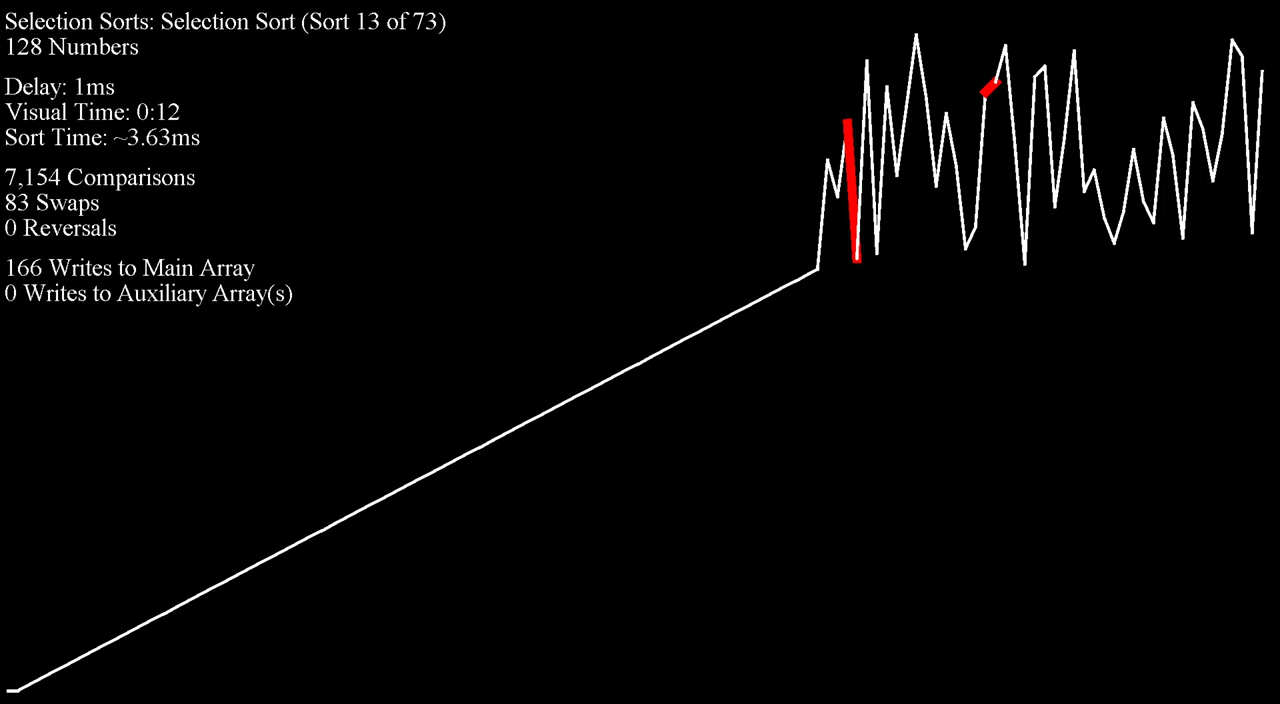 Selection Sorts: Selection Sort (Sort 13 of 73)
128 Numbers
Delay: 1ms
Visual Time: 0:12
Sort Time: ~3.63ms
7,154 Comparisons
83 Swaps
0 Reversals
166 Writes to Main Array
0 Writes to Auxiliary Array(s)